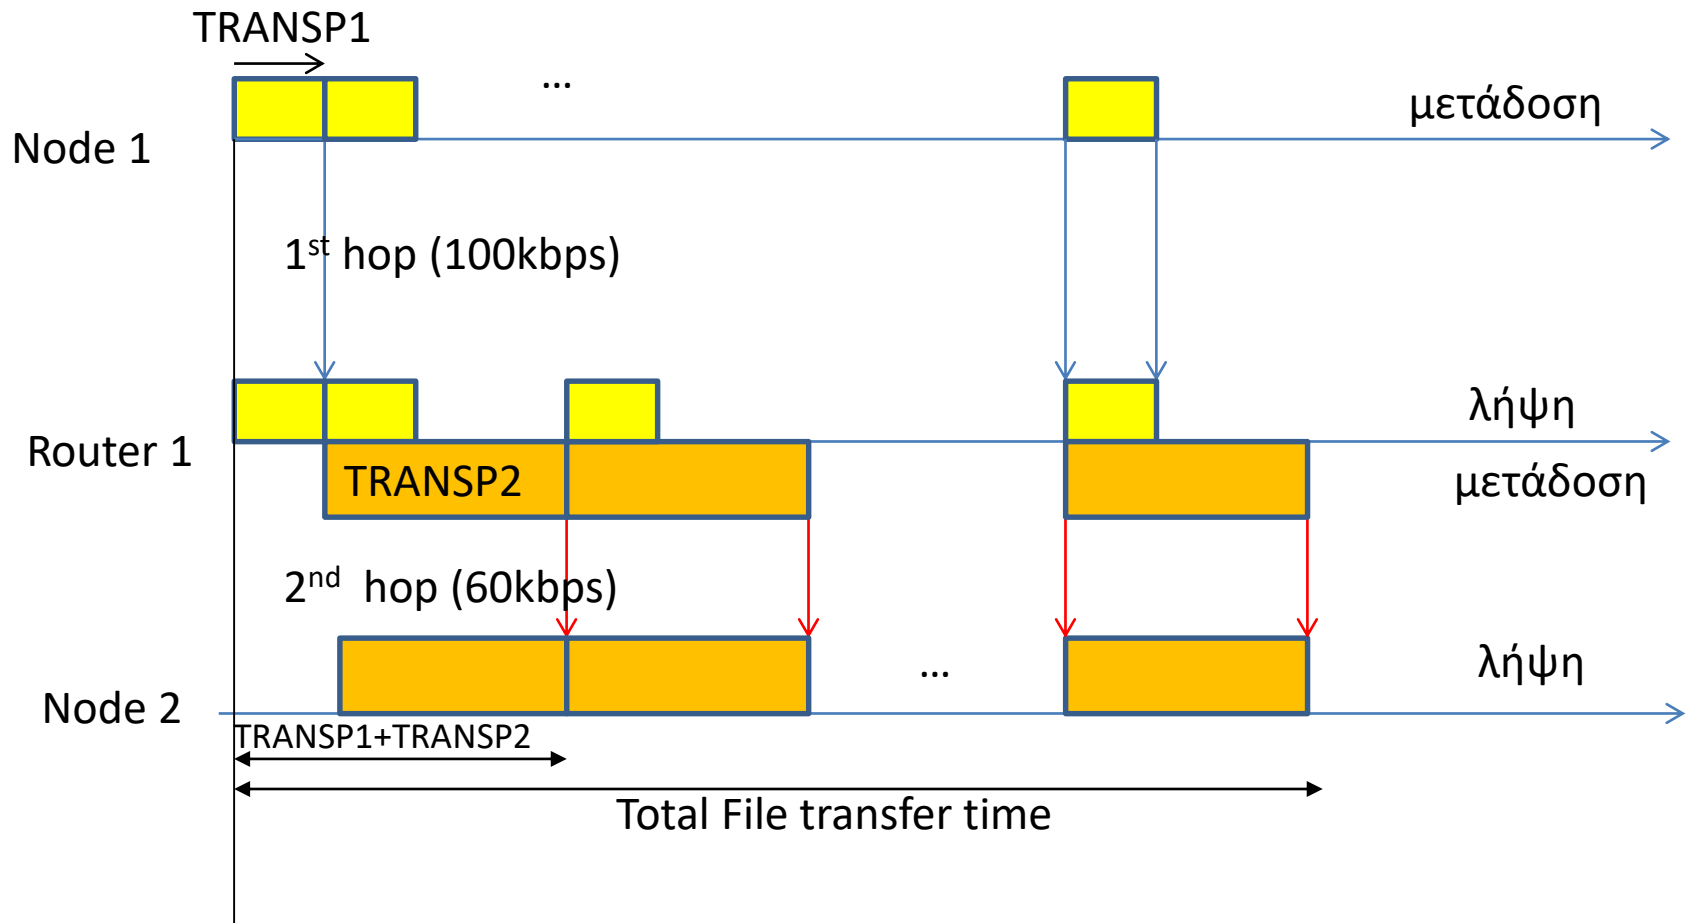 TRANSP1
...
μετάδοση
Node 1
1st hop (100kbps)
λήψη
Router 1
TRANSP2
μετάδοση
2nd hop (60kbps)
...
λήψη
Node 2
TRANSP1+TRANSP2
Total File transfer time